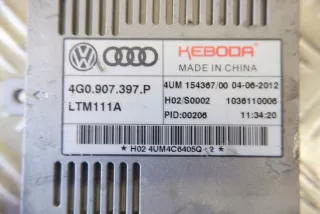 KEBODA
MADE IN CHINA
4G0.907.397.P
LTM111A
4UM 154367/00 04-06-2012
H02/S0002 1036110006
PID:00206 11:34:20
* H02 4UM4C6405Q 2 *